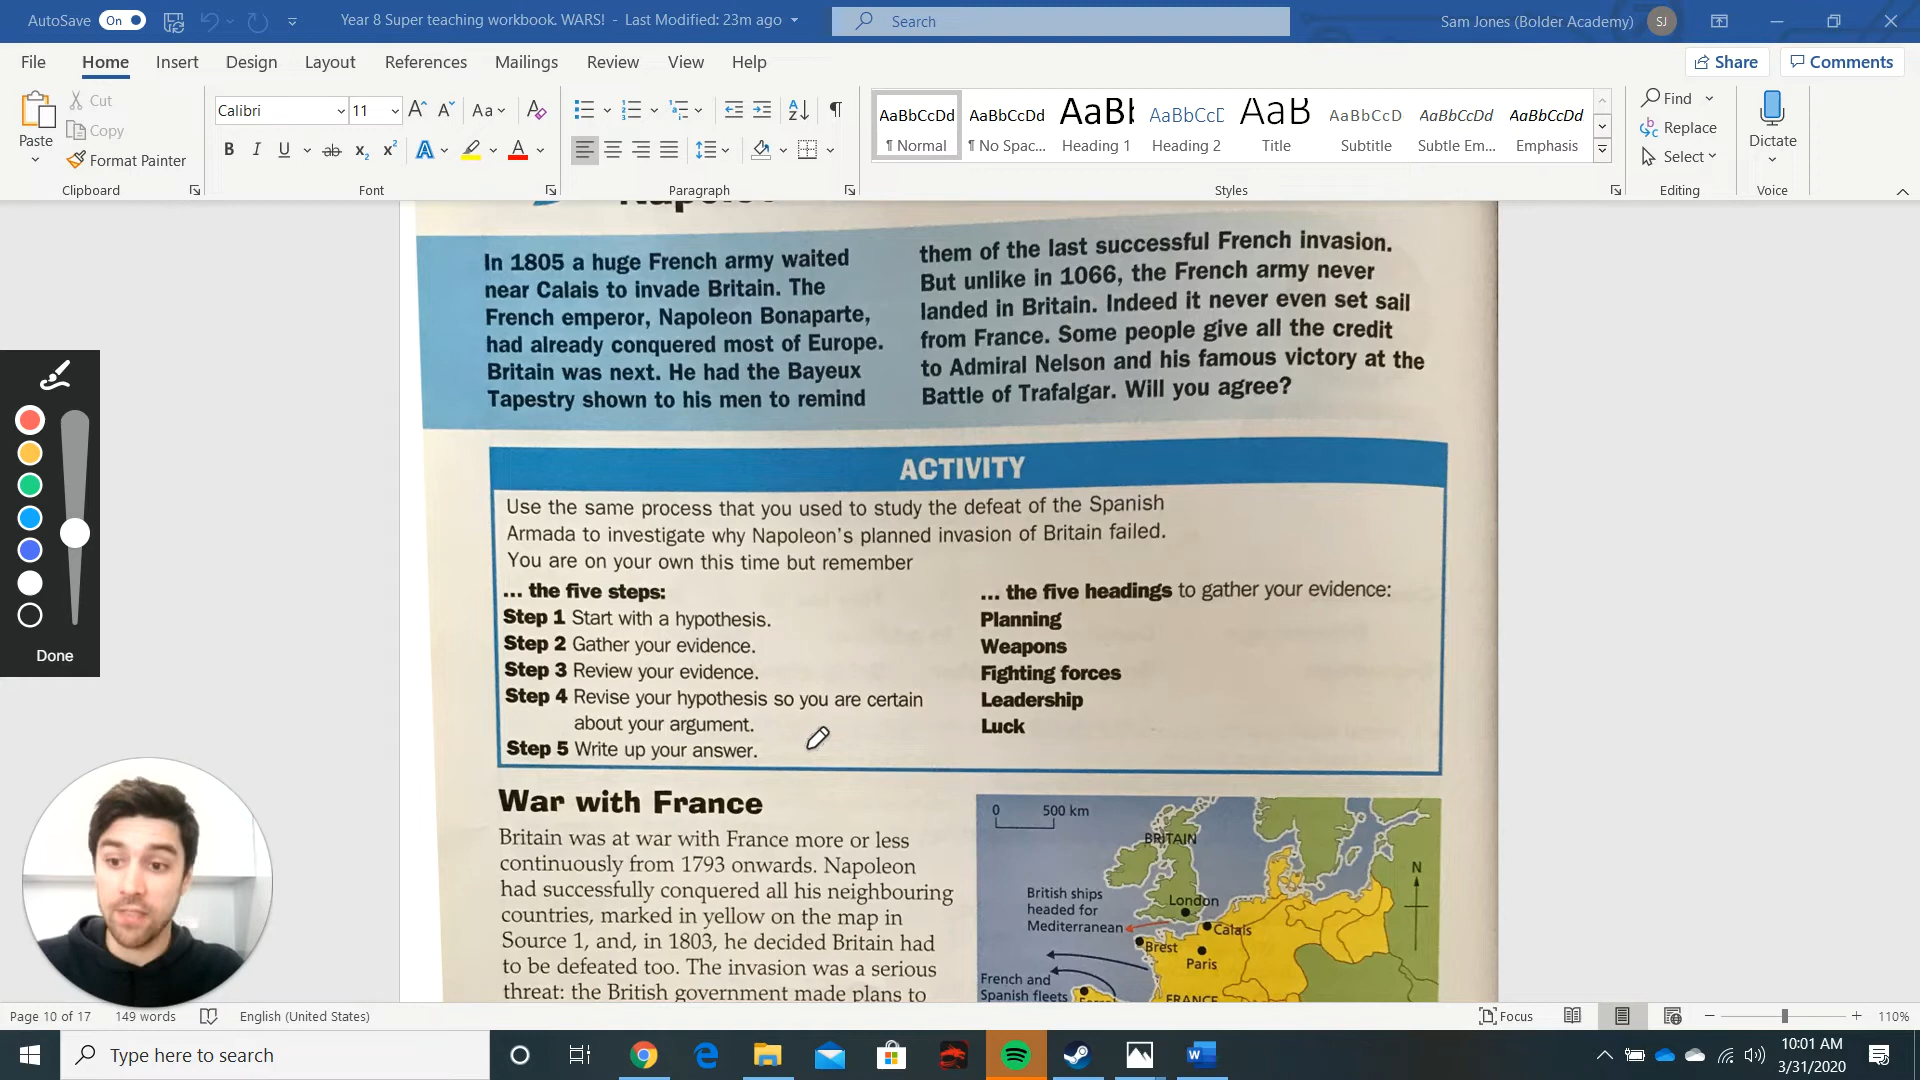 AutoSave On
Year 8 Super teaching workbook. WARS! - Last Modified: 23m ago
Search
Sam Jones (Bolder Academy) SJ
File Home Insert Design Layout References Mailings Review View Help
Share Comments
Paste
Cut
Copy
Format Painter
Clipboard
Calibri 11
Font
Paragraph
AaBbCcDd AaBbCcDd AaBb AaBbCcD AaB AaBbCcD AaBbCcDd AaBbCcDd
¶ Normal ¶ No Spac... Heading 1 Heading 2 Title Subtitle Subtle Em... Emphasis
Styles
Find
Replace
Select
Editing
Dictate
Voice
In 1805 a huge French army waited
near Calais to invade Britain. The
French emperor, Napoleon Bonaparte,
had already conquered most of Europe.
Britain was next. He had the Bayeux
Tapestry shown to his men to remind
them of the last successful French invasion.
But unlike in 1066, the French army never
landed in Britain. Indeed it never even set sail
from France. Some people give all the credit
to Admiral Nelson and his famous victory at the
Battle of Trafalgar. Will you agree?
ACTIVITY
Use the same process that you used to study the defeat of the Spanish
Armada to investigate why Napoleon's planned invasion of Britain failed.
You are on your own this time but remember
... the five steps:
Step 1 Start with a hypothesis.
Step 2 Gather your evidence.
Step 3 Review your evidence.
Step 4 Revise your hypothesis so you are certain
about your argument.
Step 5 Write up your answer.
... the five headings to gather your evidence:
Planning
Weapons
Fighting forces
Leadership
Luck
War with France
Britain was at war with France more or less
continuously from 1793 onwards. Napoleon
had successfully conquered all his neighbouring
countries, marked in yellow on the map in
Source 1, and, in 1803, he decided Britain had
to be defeated too. The invasion was a serious
threat: the British government made plans to
0 500 km
BRITAIN
N
British ships
headed for
Mediterranean
London
Calais
Brest
Paris
French and
Spanish fleets
FRANCE
Done
Page 10 of 17 149 words English (United States)
Focus 110%
Type here to search
10:01 AM
3/31/2020